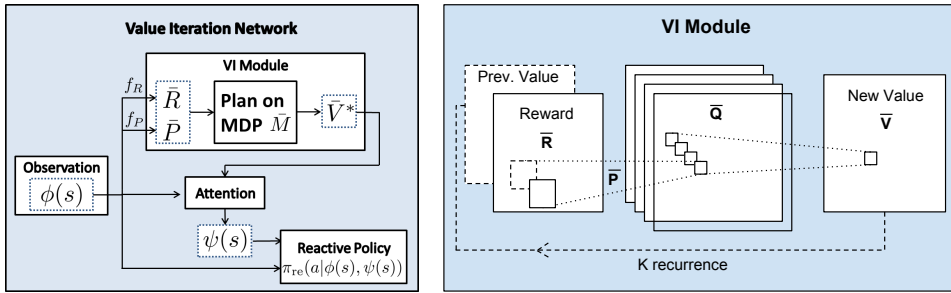 Value Iteration Network
VI Module
f_R
R̄
Plan on
MDP M̄
V̄*
f_P
P̄
Observation
ϕ(s)
Attention
ψ(s)
Reactive Policy
π_re(a|ϕ(s), ψ(s))
VI Module
Prev. Value
Reward
R̄
P̄
Q̄
New Value
V̄
K recurrence